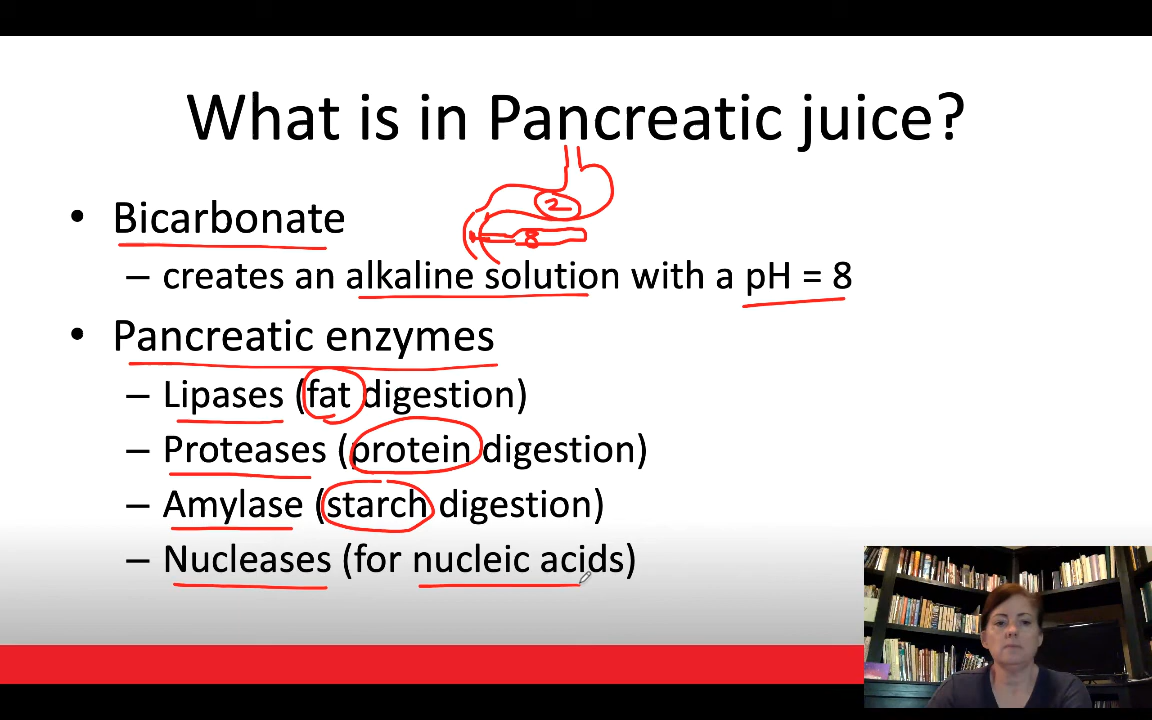 What is in Pancreatic juice?
• Bicarbonate
2
8
– creates an alkaline solution with a pH = 8
• Pancreatic enzymes
– Lipases (fat digestion)
– Proteases (protein digestion)
– Amylase (starch digestion)
– Nucleases (for nucleic acids)